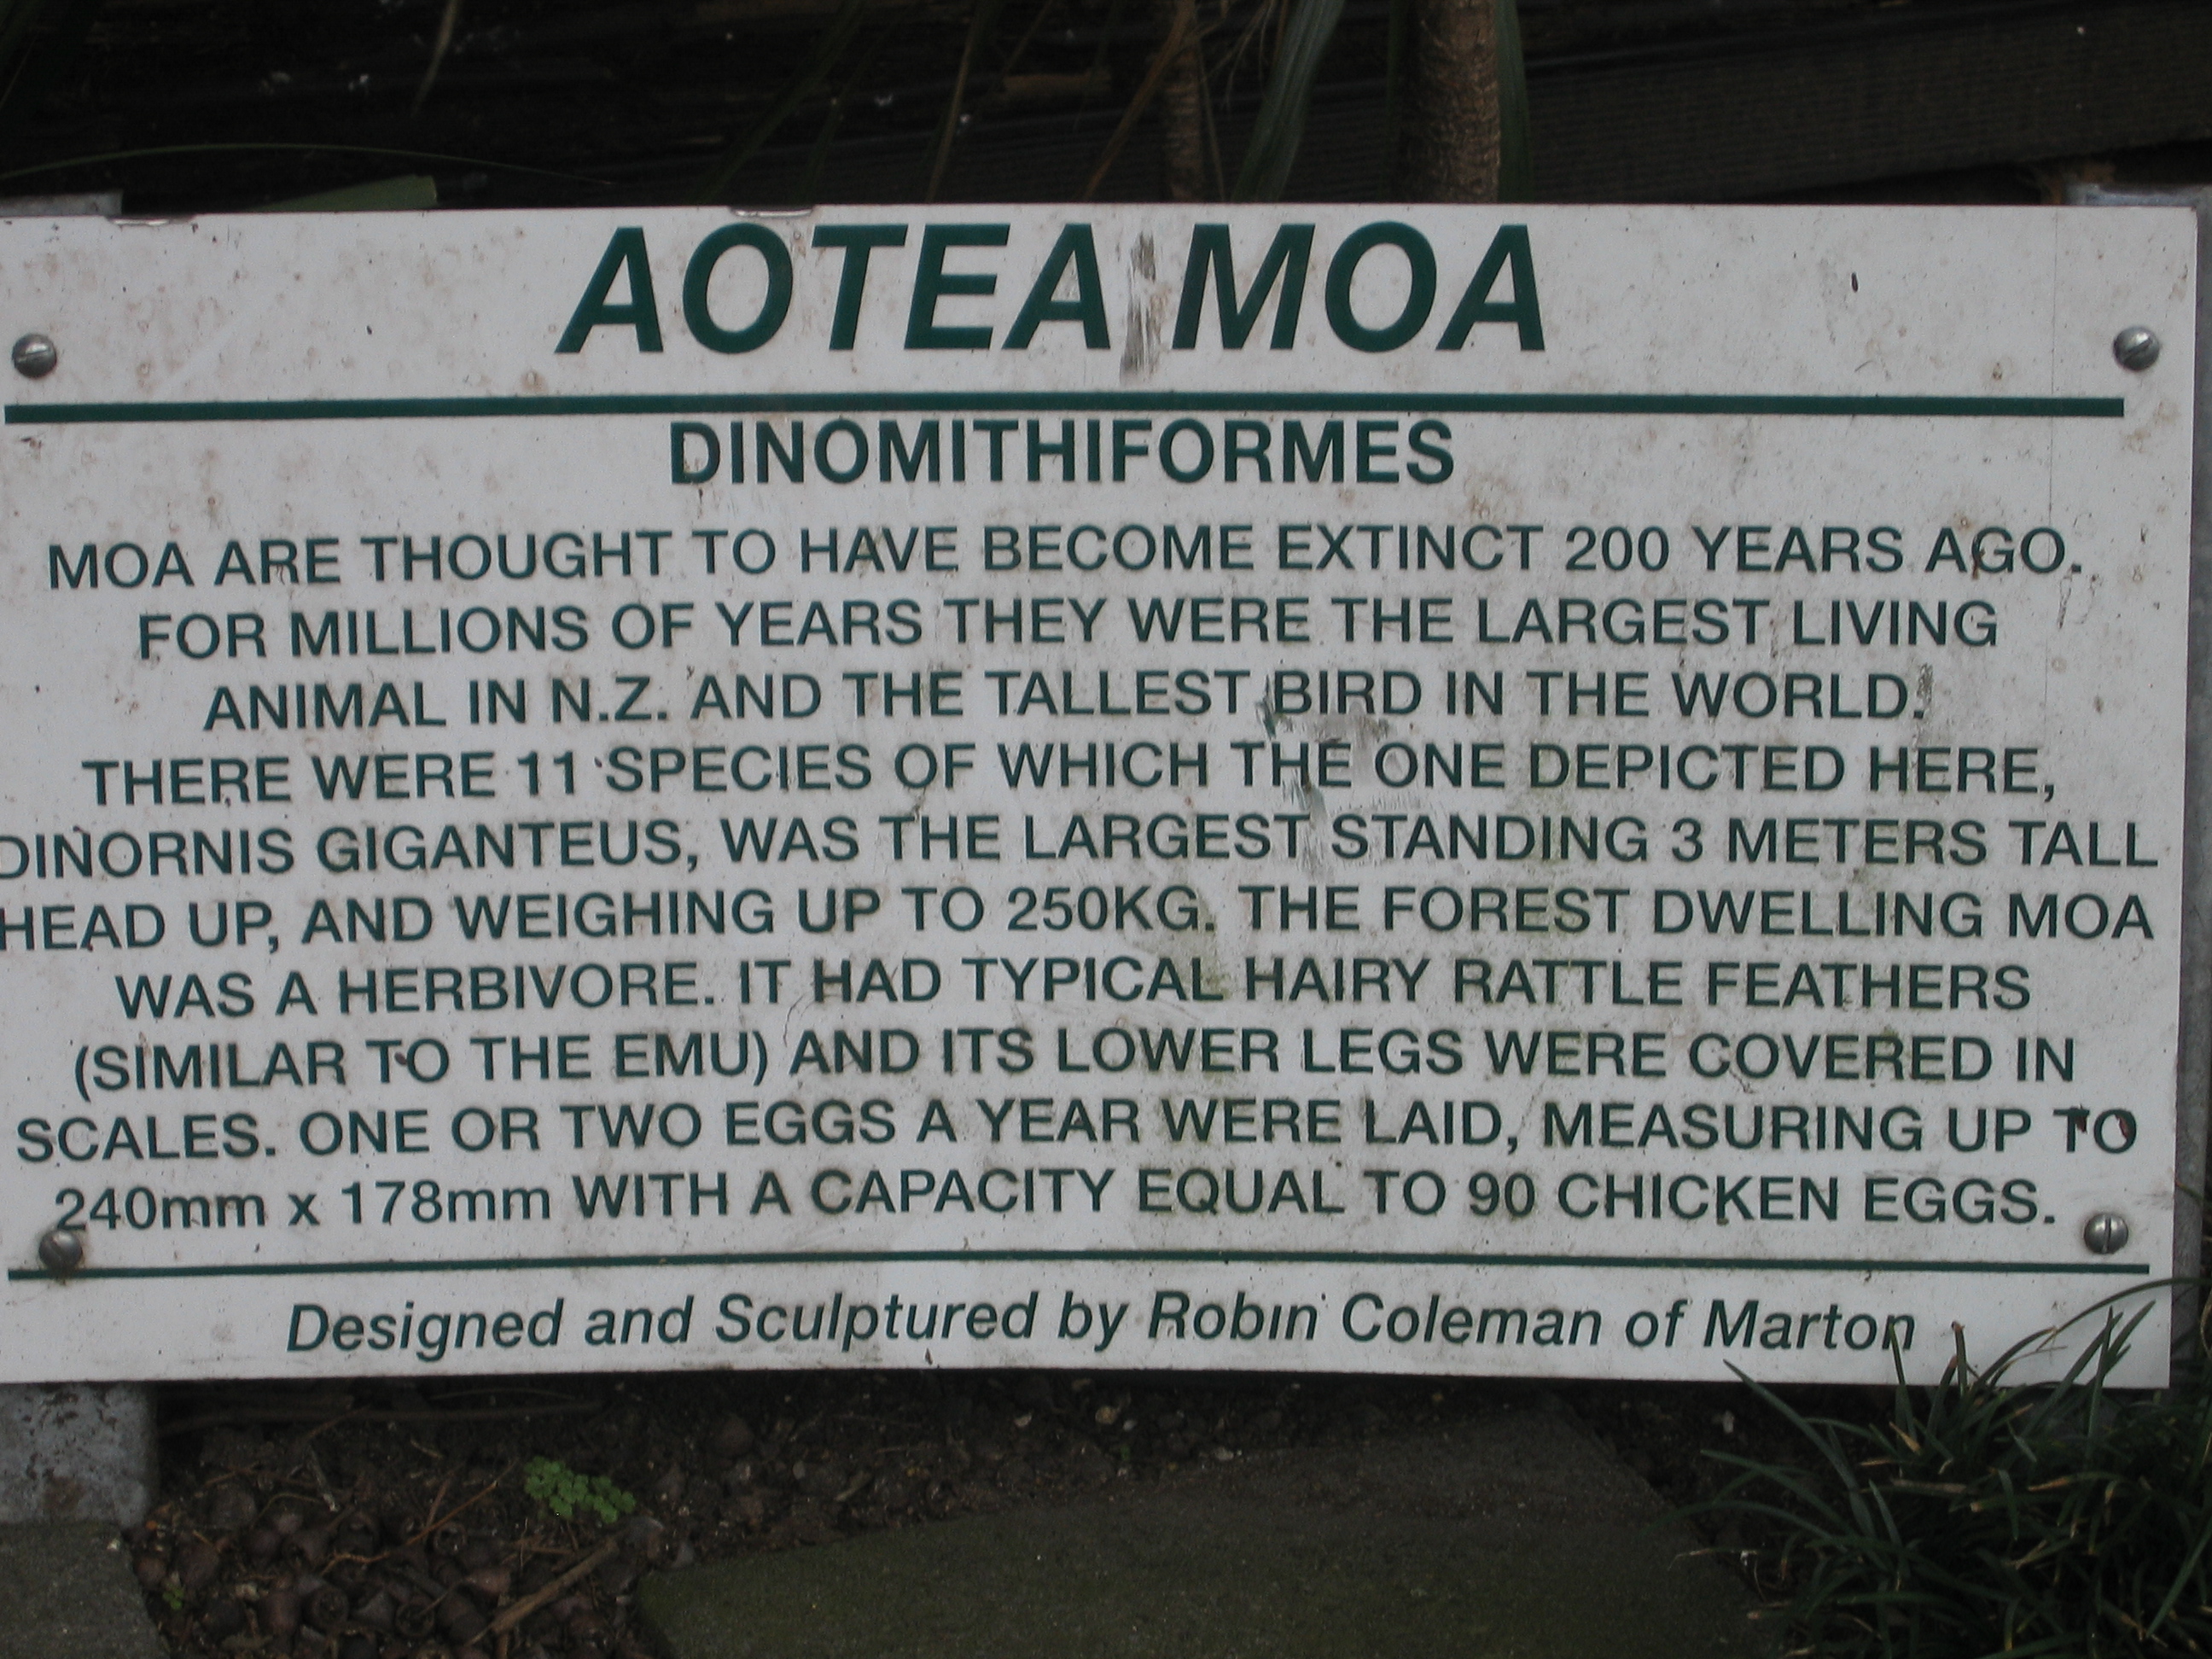 AOTEA MOA
DINOMITHIFORMES
MOA ARE THOUGHT TO HAVE BECOME EXTINCT 200 YEARS AGO.
FOR MILLIONS OF YEARS THEY WERE THE LARGEST LIVING
ANIMAL IN N.Z. AND THE TALLEST BIRD IN THE WORLD.
THERE WERE 11 SPECIES OF WHICH THE ONE DEPICTED HERE,
DINORNIS GIGANTEUS, WAS THE LARGEST STANDING 3 METERS TALL
HEAD UP, AND WEIGHING UP TO 250KG. THE FOREST DWELLING MOA
WAS A HERBIVORE. IT HAD TYPICAL HAIRY RATTLE FEATHERS
(SIMILAR TO THE EMU) AND ITS LOWER LEGS WERE COVERED IN
SCALES. ONE OR TWO EGGS A YEAR WERE LAID, MEASURING UP TO
240mm x 178mm WITH A CAPACITY EQUAL TO 90 CHICKEN EGGS.
Designed and Sculptured by Robin Coleman of Marton